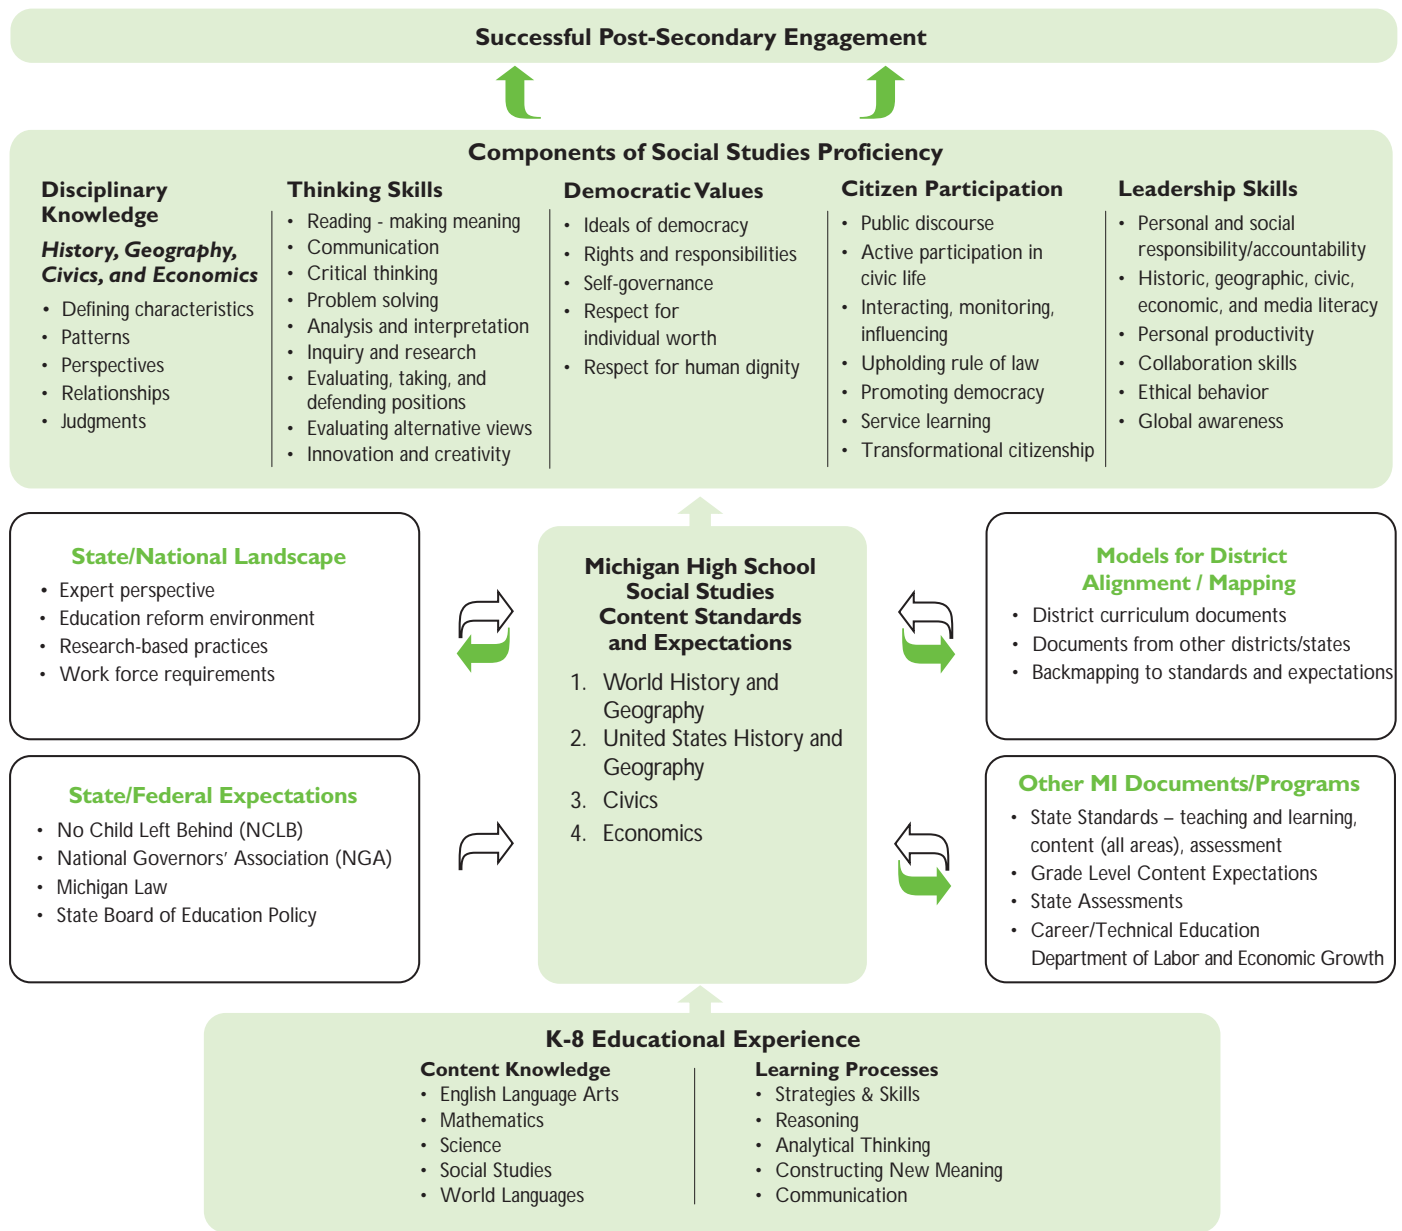 Successful Post-Secondary Engagement
Components of Social Studies Proficiency
Disciplinary
Knowledge
History, Geography,
Civics, and Economics
• Defining characteristics
• Patterns
• Perspectives
• Relationships
• Judgments
Thinking Skills
• Reading - making meaning
• Communication
• Critical thinking
• Problem solving
• Analysis and interpretation
• Inquiry and research
• Evaluating, taking, and
defending positions
• Evaluating alternative views
• Innovation and creativity
Democratic Values
• Ideals of democracy
• Rights and responsibilities
• Self-governance
• Respect for
individual worth
• Respect for human dignity
Citizen Participation
• Public discourse
• Active participation in
civic life
• Interacting, monitoring,
influencing
• Upholding rule of law
• Promoting democracy
• Service learning
• Transformational citizenship
Leadership Skills
• Personal and social
responsibility/accountability
• Historic, geographic, civic,
economic, and media literacy
• Personal productivity
• Collaboration skills
• Ethical behavior
• Global awareness
State/National Landscape
• Expert perspective
• Education reform environment
• Research-based practices
• Work force requirements
State/Federal Expectations
• No Child Left Behind (NCLB)
• National Governors' Association (NGA)
• Michigan Law
• State Board of Education Policy
Michigan High School
Social Studies
Content Standards
and Expectations
1. World History and
Geography
2. United States History and
Geography
3. Civics
4. Economics
Models for District
Alignment / Mapping
• District curriculum documents
• Documents from other districts/states
• Backmapping to standards and expectations
Other MI Documents/Programs
• State Standards – teaching and learning,
content (all areas), assessment
• Grade Level Content Expectations
• State Assessments
• Career/Technical Education
Department of Labor and Economic Growth
K-8 Educational Experience
Content Knowledge
• English Language Arts
• Mathematics
• Science
• Social Studies
• World Languages
Learning Processes
• Strategies & Skills
• Reasoning
• Analytical Thinking
• Constructing New Meaning
• Communication